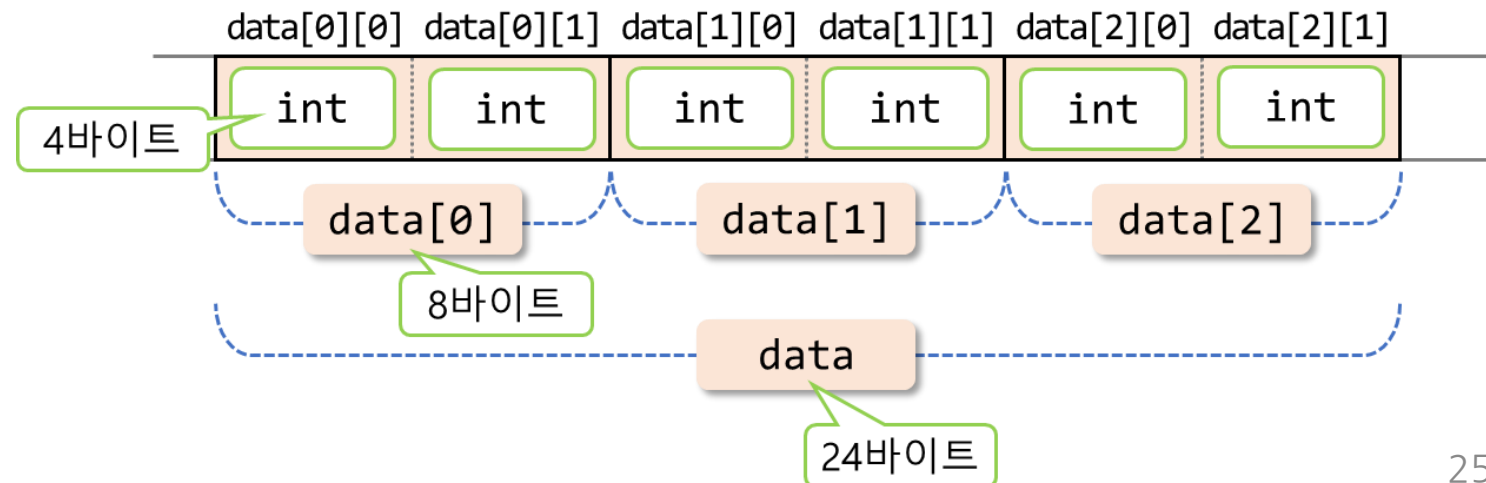 data[0][0] data[0][1] data[1][0] data[1][1] data[2][0] data[2][1]
int int int int int int
4바이트
data[0] data[1] data[2]
8바이트
data
24바이트
25